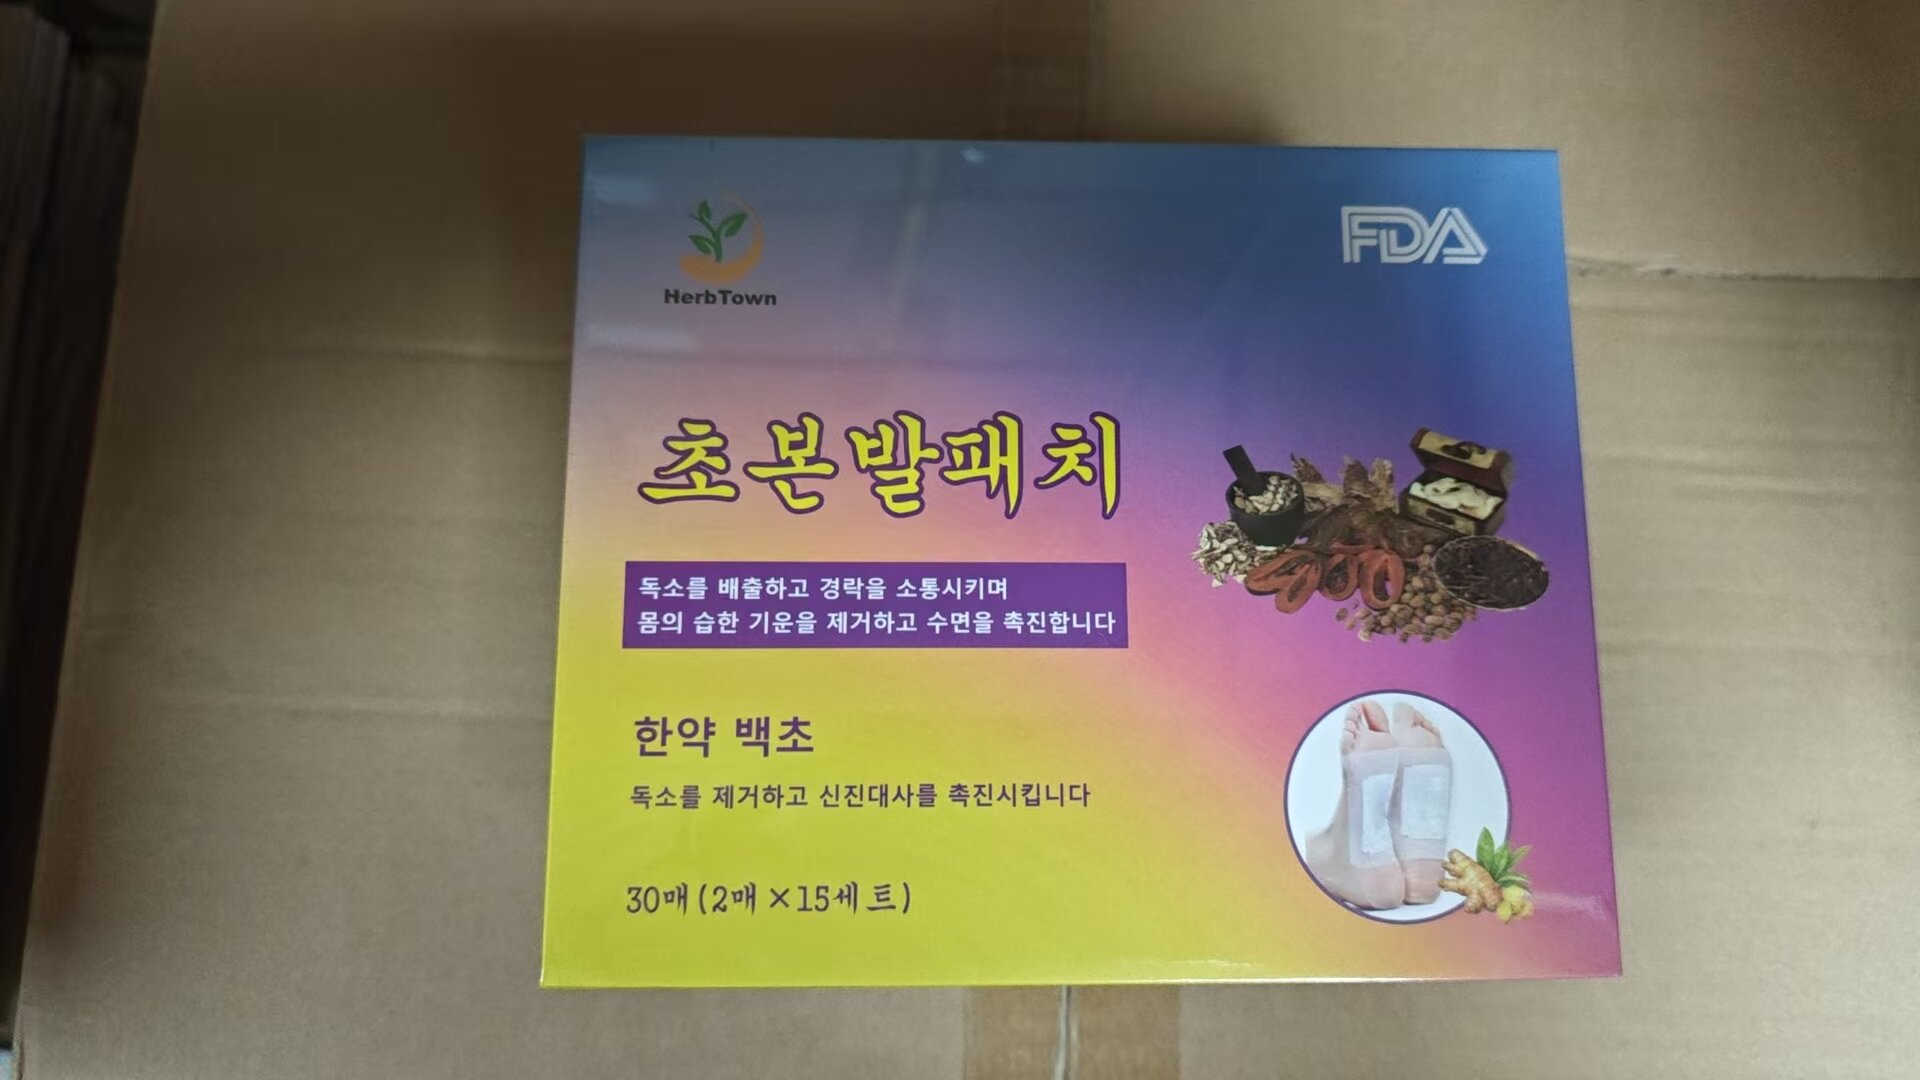 HerbTown
FDA
초본발패치
독소를 배출하고 경락을 소통시키며
몸의 습한 기운을 제거하고 수면을 촉진합니다
한약 백초
독소를 제거하고 신진대사를 촉진시킵니다
30매(2매×15세트)